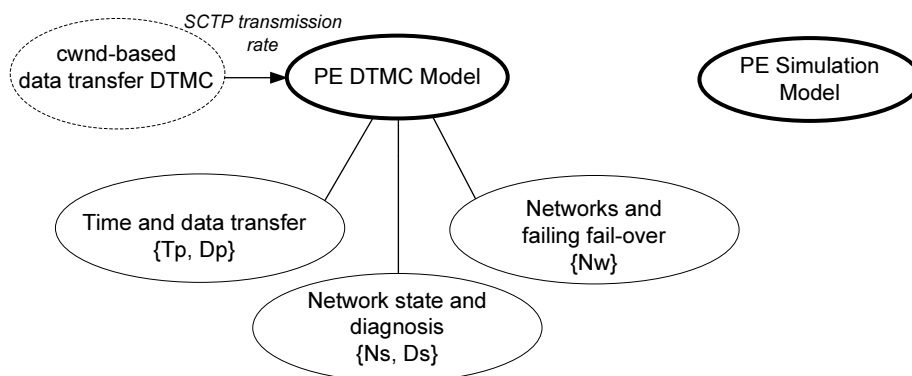 SCTP transmission
rate
cwnd-based
data transfer DTMC
PE DTMC Model
PE Simulation
Model
Time and data transfer
{Tp, Dp}
Networks and
failing fail-over
{Nw}
Network state and
diagnosis
{Ns, Ds}